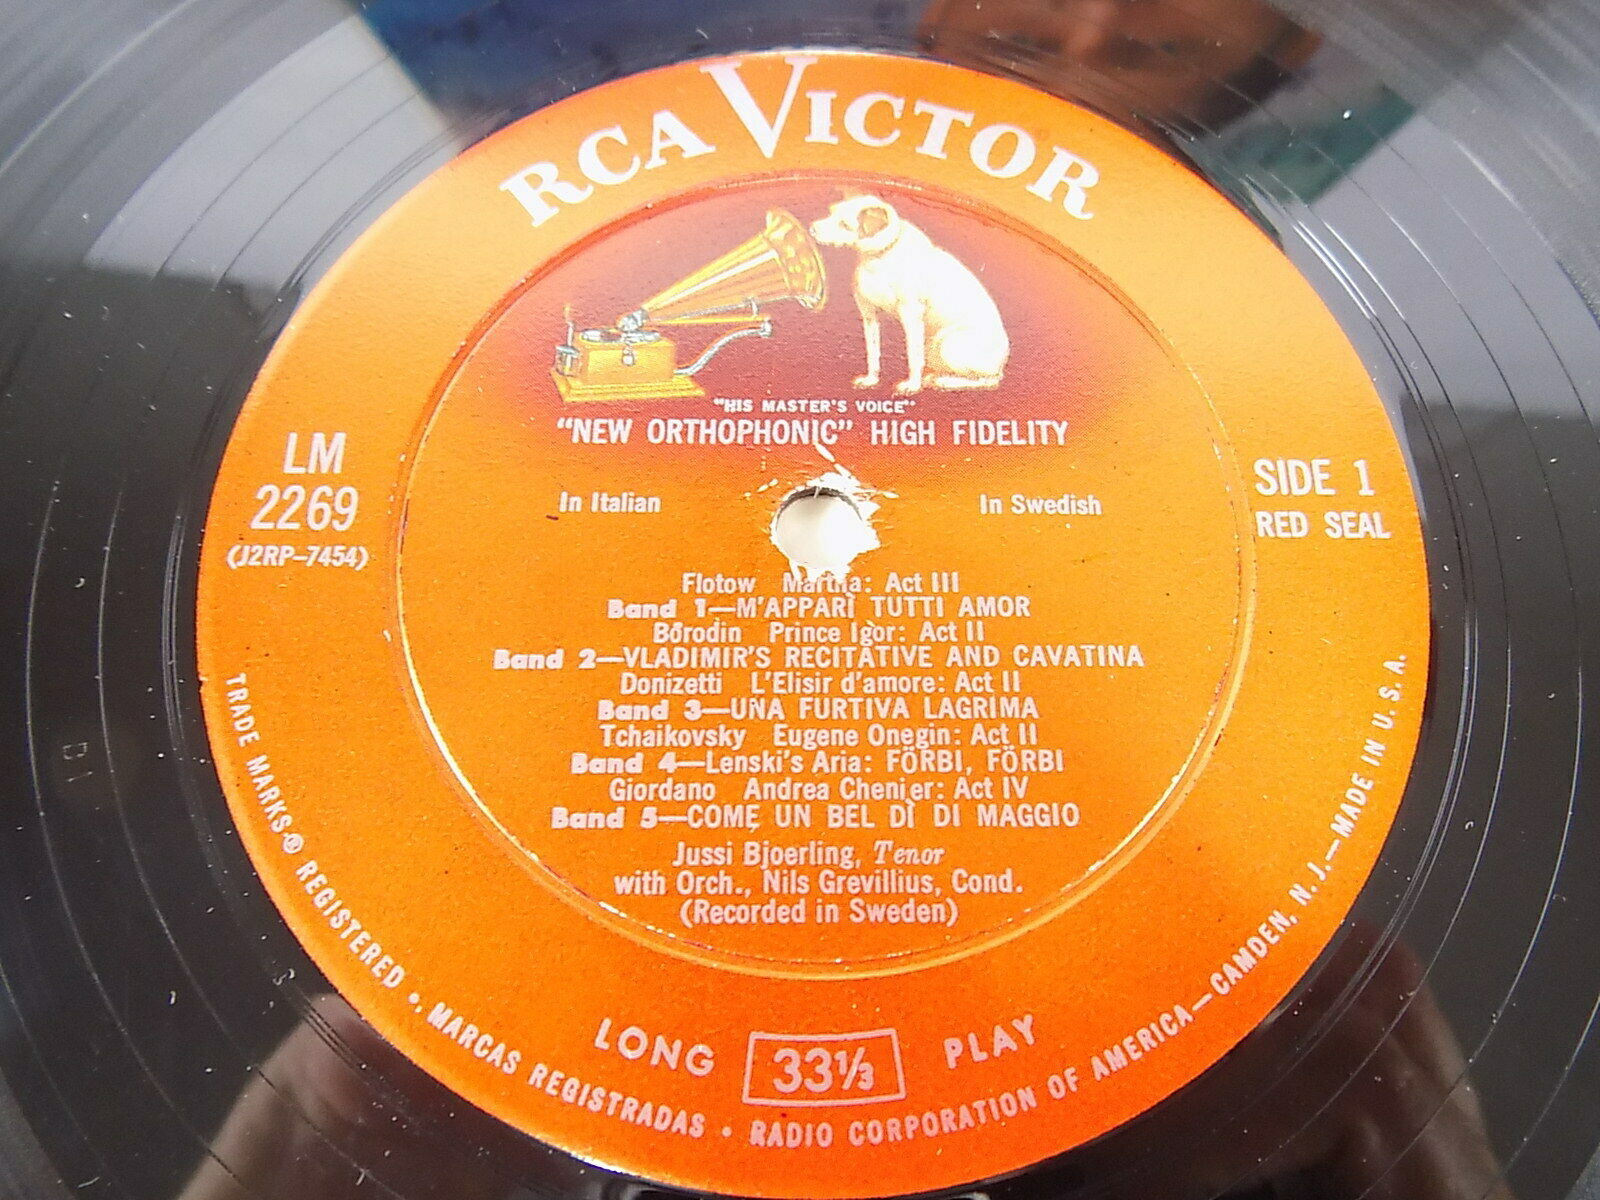 RCA VICTOR
"HIS MASTER'S VOICE"
"NEW ORTHOPHONIC" HIGH FIDELITY
LM
2269
(J2RP–7454)
In Italian
In Swedish
SIDE 1
RED SEAL
Flotow Martha: Act III
Band 1—M'APPARÌ TUTTI AMOR
Borodin Prince Igor: Act II
Band 2—VLADIMIR'S RECITATIVE AND CAVATINA
Donizetti L'Elisir d'amore: Act II
Band 3—UNA FURTIVA LAGRIMA
Tchaikovsky Eugene Onegin: Act II
Band 4—Lenski's Aria: FÖRBI, FÖRBI
Giordano Andrea Chenier: Act IV
Band 5—COME UN BEL DÌ DI MAGGIO
Jussi Bjoerling, Tenor
with Orch., Nils Grevillius, Cond.
(Recorded in Sweden)
LONG 33⅓ PLAY
TRADE MARKS ® REGISTERED • MARCAS REGISTRADAS • RADIO CORPORATION OF AMERICA—CAMDEN, N. J.—MADE IN U. S. A.
B1